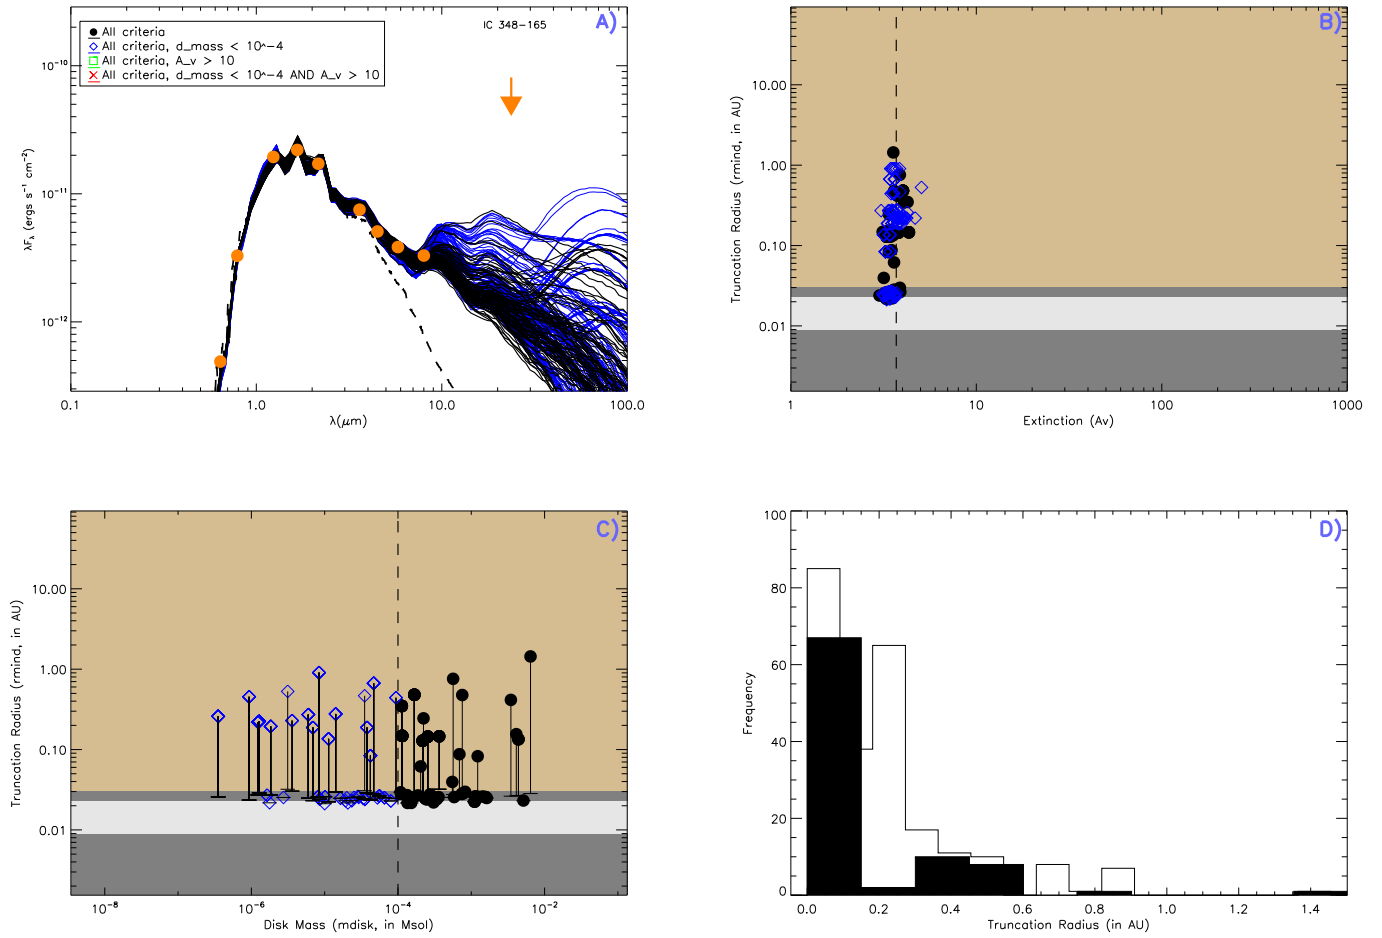 A)
IC 348-165
All criteria
All criteria, d_mass < 10^-4
All criteria, A_v > 10
All criteria, d_mass < 10^-4 AND A_v > 10
10⁻¹⁰
10⁻¹¹
10⁻¹²
λFλ (ergs s⁻¹ cm⁻²)
0.1 1.0 10.0 100.0
λ(μm)
B)
10.00
1.00
0.10
0.01
Truncation Radius (rmind, in AU)
1 10 100 1000
Extinction (Av)
C)
10.00
1.00
0.10
0.01
Truncation Radius (rmind, in AU)
10⁻⁸ 10⁻⁶ 10⁻⁴ 10⁻²
Disk Mass (mdisk, in Msol)
D)
100
80
60
40
20
0
Frequency
0.0 0.2 0.4 0.6 0.8 1.0 1.2 1.4
Truncation Radius (in AU)